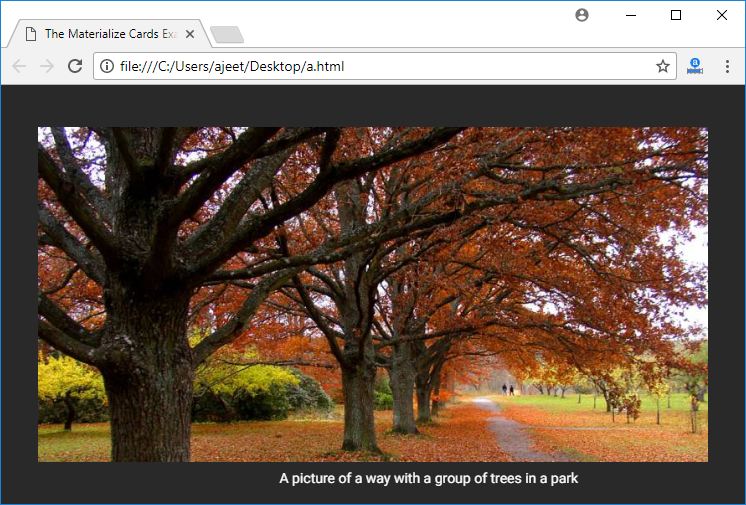 The Materialize Cards Exa
file:///C:/Users/ajeet/Desktop/a.html
A picture of a way with a group of trees in a park